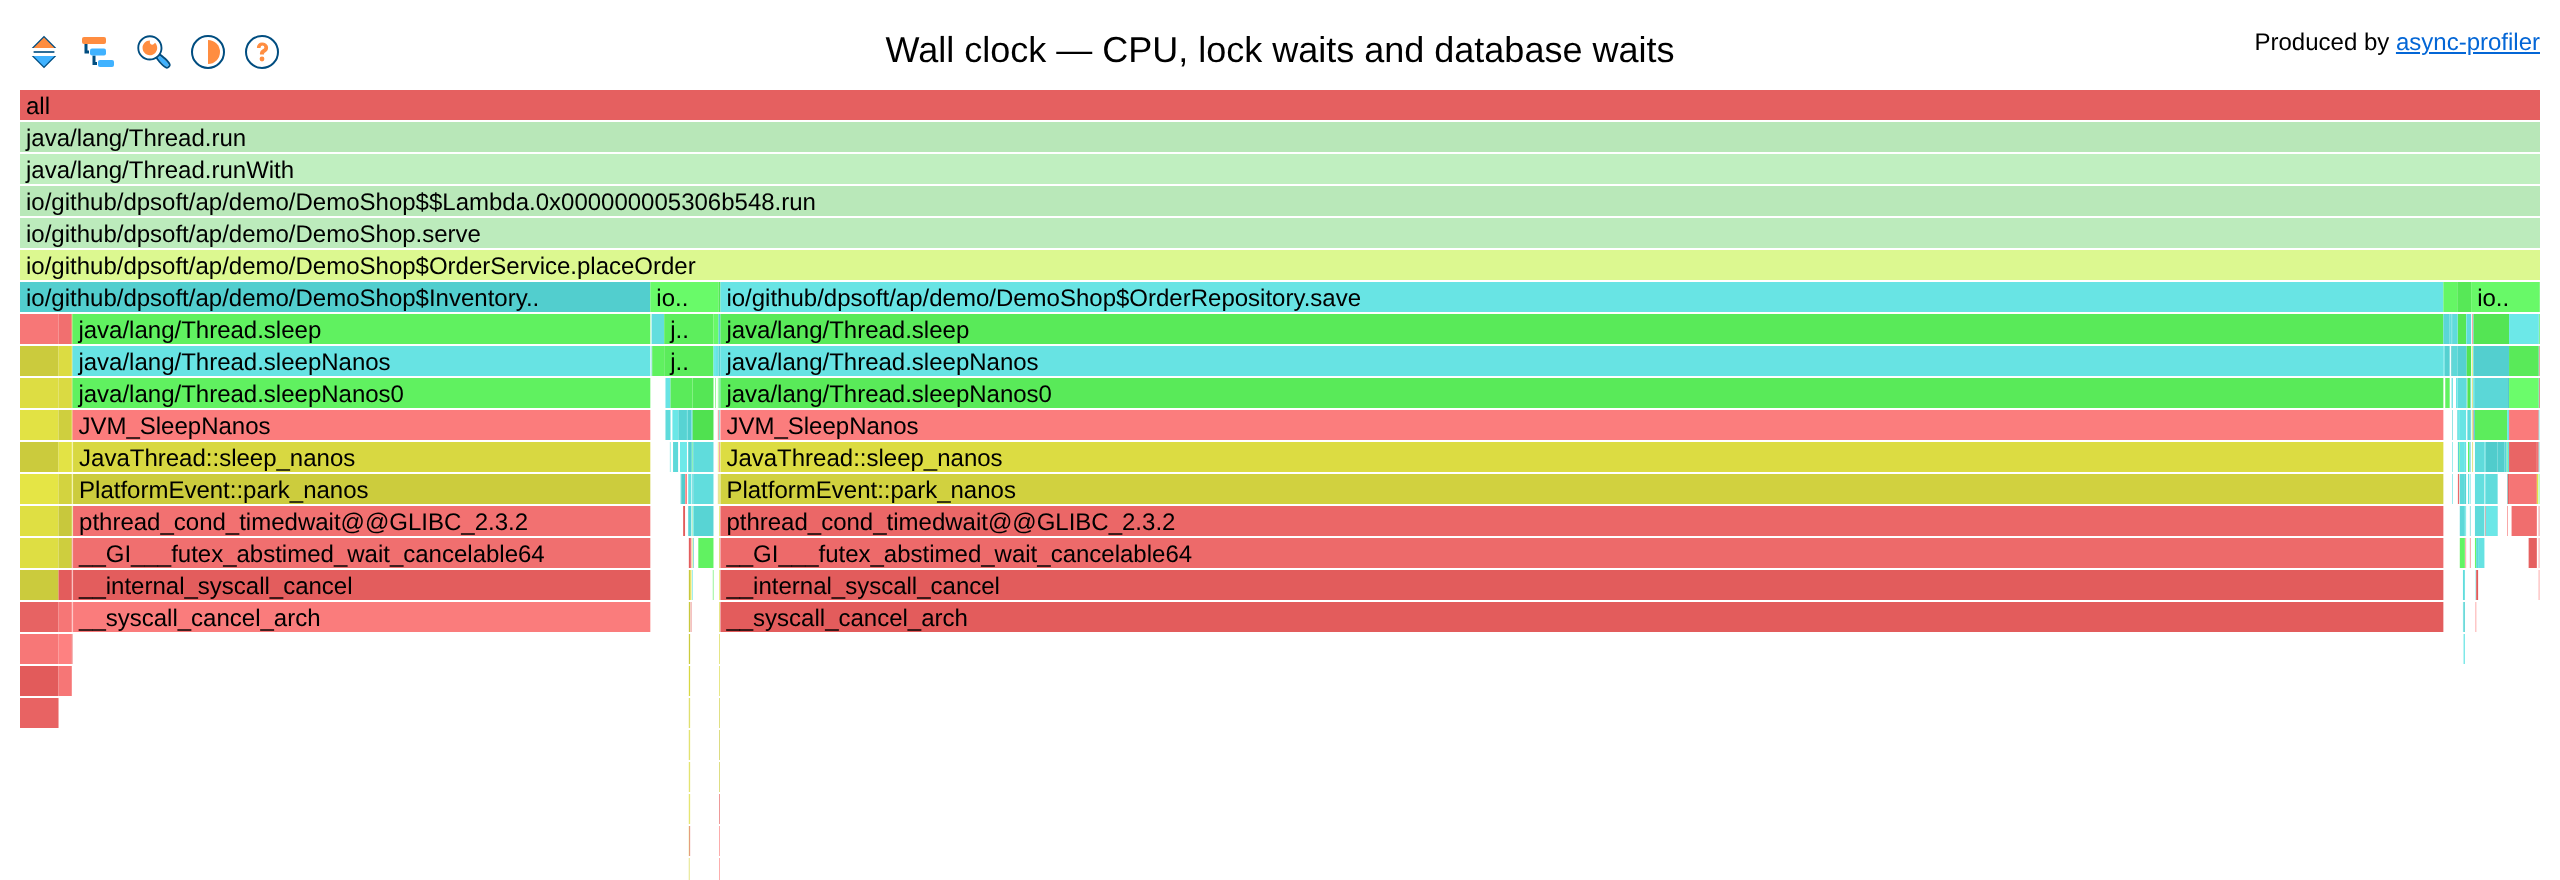 Wall clock — CPU, lock waits and database waits
Produced by async-profiler
all
java/lang/Thread.run
java/lang/Thread.runWith
io/github/dpsoft/ap/demo/DemoShop$$Lambda.0x000000005306b548.run
io/github/dpsoft/ap/demo/DemoShop.serve
io/github/dpsoft/ap/demo/DemoShop$OrderService.placeOrder
io/github/dpsoft/ap/demo/DemoShop$Inventory.. io.. io/github/dpsoft/ap/demo/DemoShop$OrderRepository.save io..
java/lang/Thread.sleep j.. java/lang/Thread.sleep
java/lang/Thread.sleepNanos j.. java/lang/Thread.sleepNanos
java/lang/Thread.sleepNanos0 java/lang/Thread.sleepNanos0
JVM_SleepNanos JVM_SleepNanos
JavaThread::sleep_nanos JavaThread::sleep_nanos
PlatformEvent::park_nanos PlatformEvent::park_nanos
pthread_cond_timedwait@@GLIBC_2.3.2 pthread_cond_timedwait@@GLIBC_2.3.2
__GI___futex_abstimed_wait_cancelable64 __GI___futex_abstimed_wait_cancelable64
__internal_syscall_cancel __internal_syscall_cancel
__syscall_cancel_arch __syscall_cancel_arch